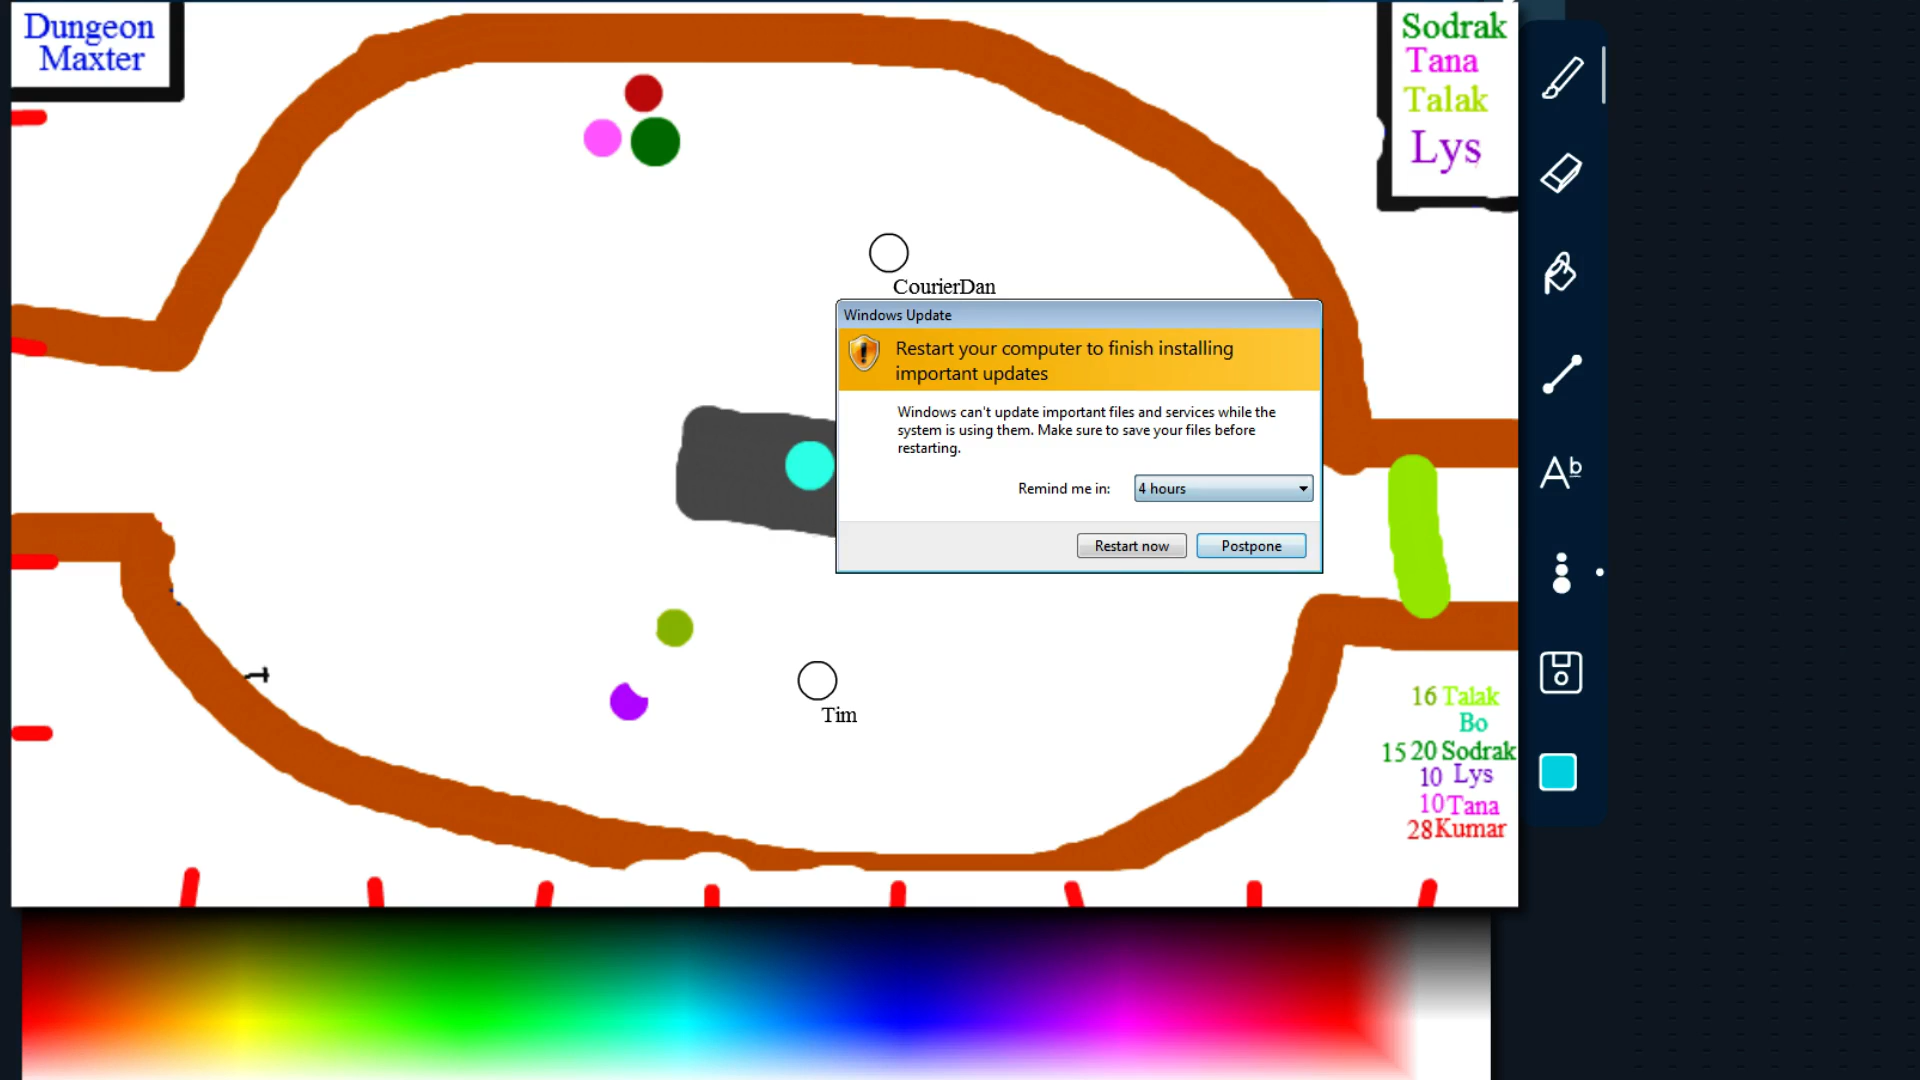 Dungeon
Maxter
Sodrak
Tana
Talak
Lys
CourierDan
Windows Update
Restart your computer to finish installing
important updates
Windows can't update important files and services while the
system is using them. Make sure to save your files before
restarting.
Remind me in: 4 hours
Restart now Postpone
Tim
16 Talak
Bo
15 20 Sodrak
10 Lys
10 Tana
28 Kumar
Ab